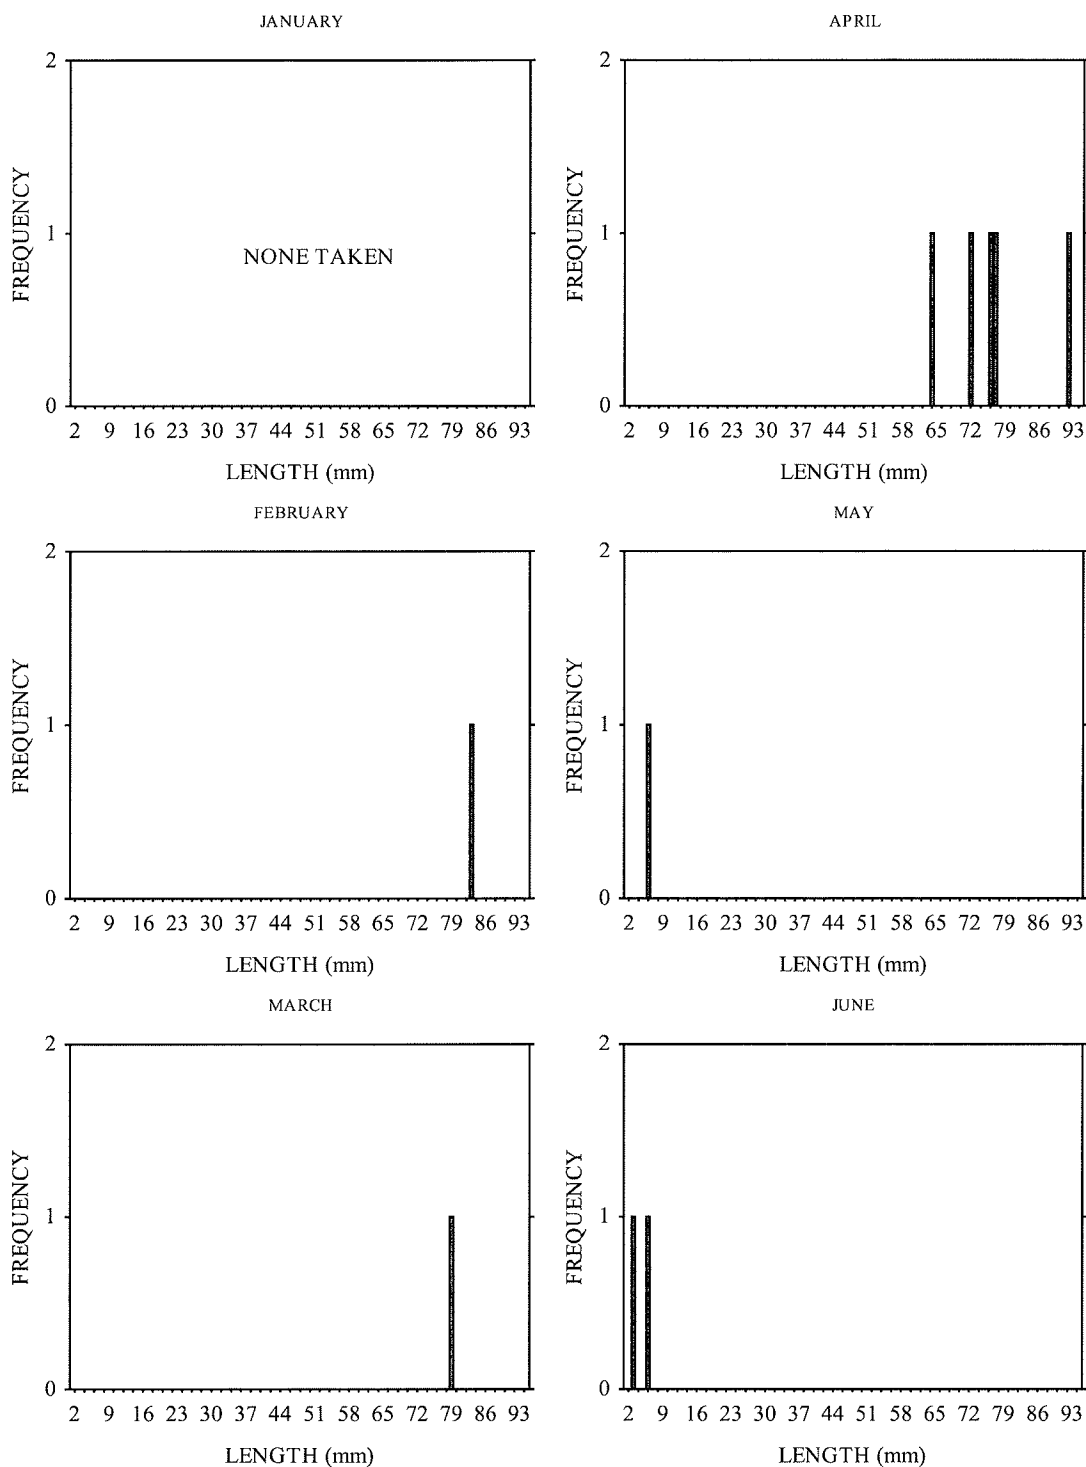 JANUARY
2
1
0
FREQUENCY
NONE TAKEN
2 9 16 23 30 37 44 51 58 65 72 79 86 93
LENGTH (mm)
APRIL
2
1
0
FREQUENCY
2 9 16 23 30 37 44 51 58 65 72 79 86 93
LENGTH (mm)
FEBRUARY
2
1
0
FREQUENCY
2 9 16 23 30 37 44 51 58 65 72 79 86 93
LENGTH (mm)
MAY
2
1
0
FREQUENCY
2 9 16 23 30 37 44 51 58 65 72 79 86 93
LENGTH (mm)
MARCH
2
1
0
FREQUENCY
2 9 16 23 30 37 44 51 58 65 72 79 86 93
LENGTH (mm)
JUNE
2
1
0
FREQUENCY
2 9 16 23 30 37 44 51 58 65 72 79 86 93
LENGTH (mm)